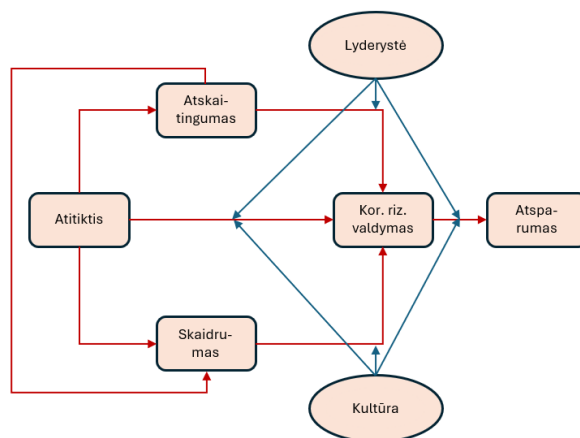 Lyderystė
Atskai-
tingumas
Atitiktis
Kor. riz.
valdymas
Atspa-
rumas
Skaidru-
mas
Kultūra